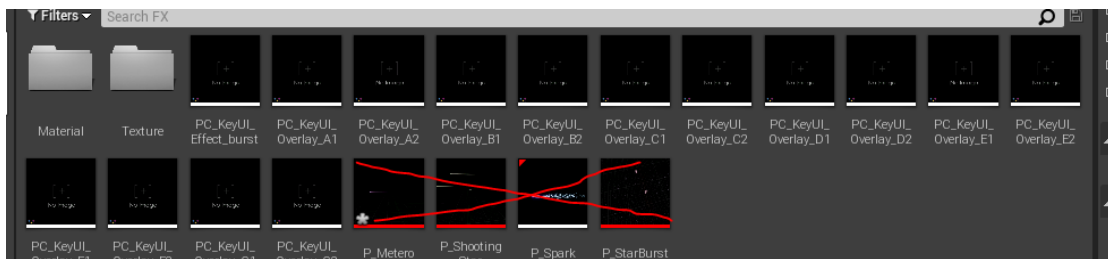 Filters
Search FX
Material
Texture
PC_KeyUI_
Effect_burst
PC_KeyUI_
Overlay_A1
PC_KeyUI_
Overlay_A2
PC_KeyUI_
Overlay_B1
PC_KeyUI_
Overlay_B2
PC_KeyUI_
Overlay_C1
PC_KeyUI_
Overlay_C2
PC_KeyUI_
Overlay_D1
PC_KeyUI_
Overlay_D2
PC_KeyUI_
Overlay_E1
PC_KeyUI_
Overlay_E2
PC_KeyUI_
PC_KeyUI_
PC_KeyUI_
PC_KeyUI_
P_Metero
P_Shooting
Star
P_Spark
P_StarBurst